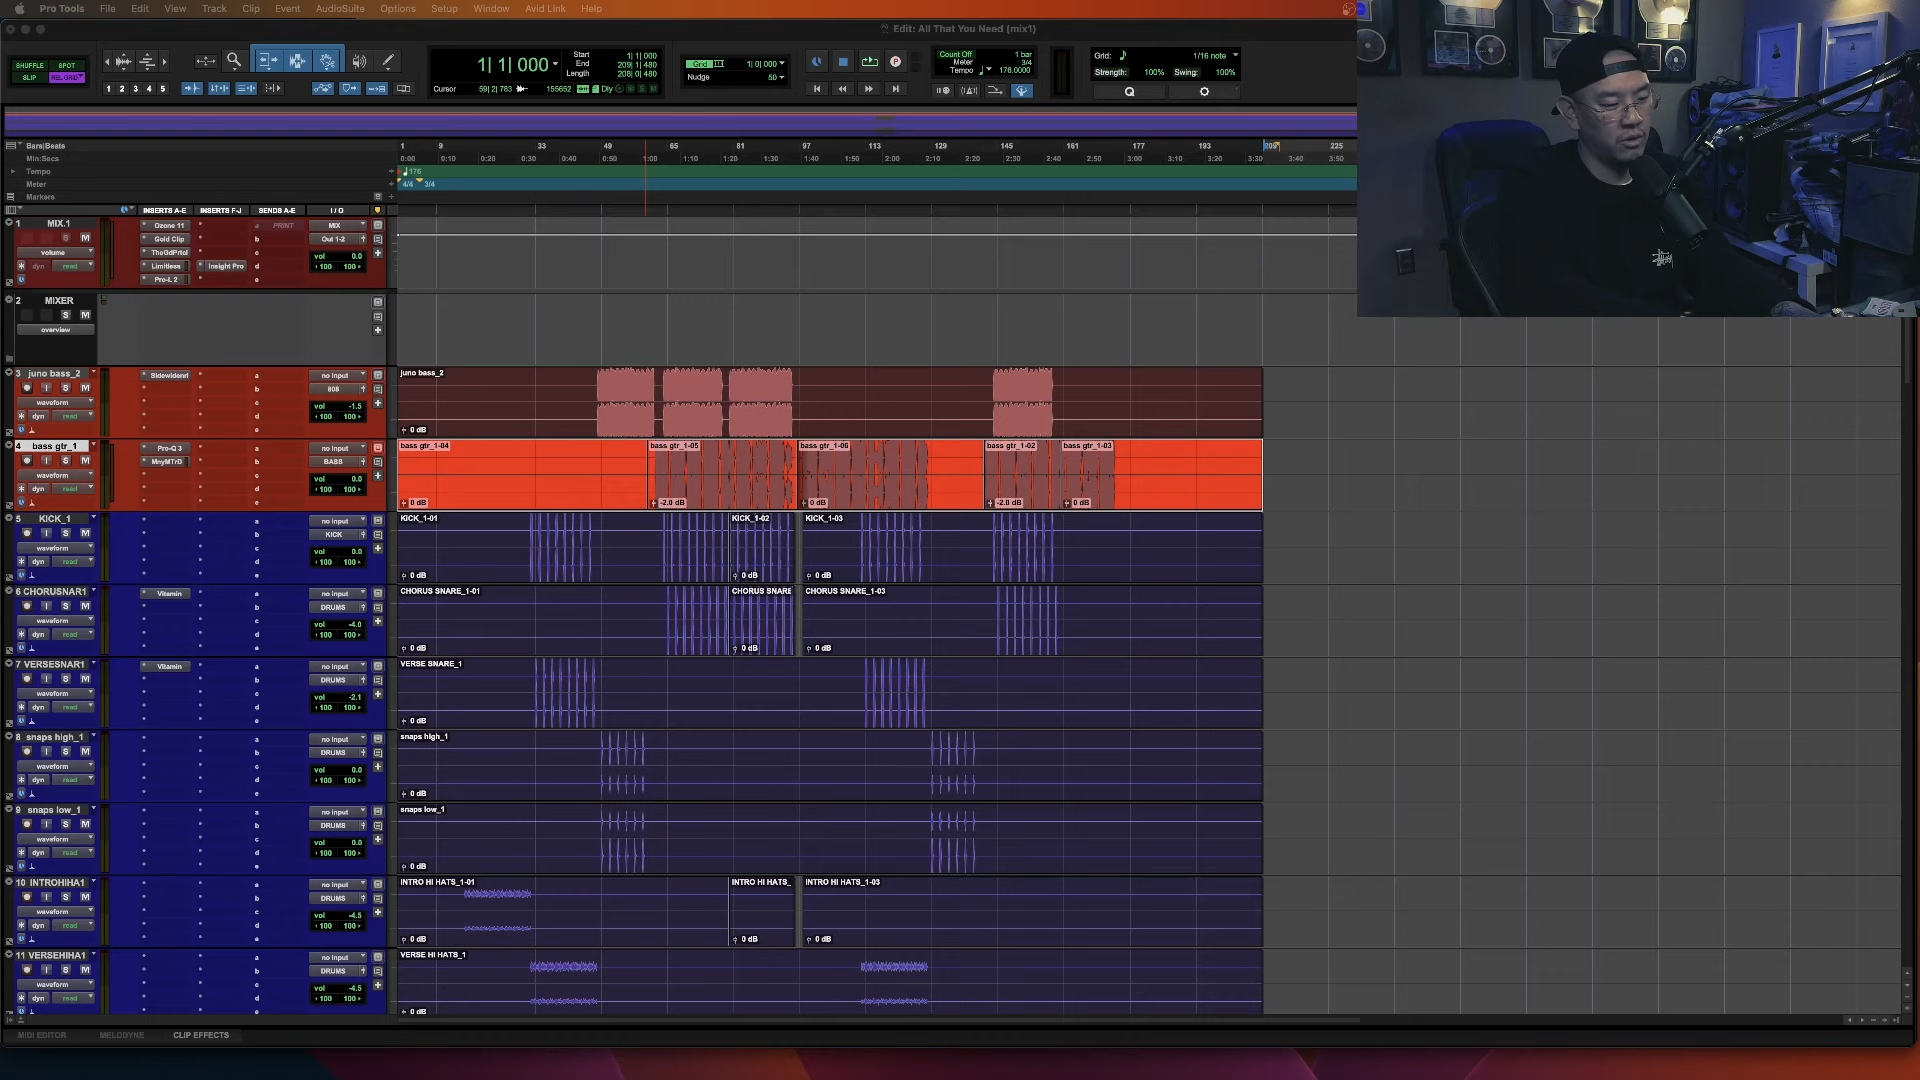 Pro Tools File Edit View Track Clip Event AudioSuite Options Setup Window Avid Link Help
Edit: All That You Need (mix1)
SHUFFLE SPOT
SLIP REL GRID
1 2 3 4 5
1| 1| 000
Start 1| 1| 000
End 209| 1| 480
Length 208| 0| 480
Cursor 59| 2| 783 155652 Dly
Grid 1| 0| 000
Nudge 50
Count Off 1 bar
Meter 3/4
Tempo 176.0000
Grid: 1/16 note
Strength: 100% Swing: 100%
Q
Bars|Beats 1 9 33 49 65 81 97 113 129 145 161 177 193 209 225
Min:Secs 0:00 0:10 0:20 0:30 0:40 0:50 1:00 1:10 1:20 1:30 1:40 1:50 2:00 2:10 2:20 2:30 2:40 2:50 3:00 3:10 3:20 3:30 3:40 3:50
Tempo 176
Meter 4/4 3/4
Markers
INSERTS A-E INSERTS F-J SENDS A-E I / O
1 MIX.1 Ozone 11 a PRINT MIX
S M Gold Clip b Out 1-2
volume TheGdPrtcl c vol 0.0
dyn read Limitless Insight Pro d 100 100
Pro-L 2 e
2 MIXER
S M
overview
3 juno bass_2 Sidewidenrl a no input juno bass_2
I S M b 808
waveform c vol -1.5
dyn read d 100 100
e 0 dB
4 bass gtr_1 Pro-Q 3 a no input bass gtr_1-04 bass gtr_1-05 bass gtr_1-06 bass gtr_1-02 bass gtr_1-03
I S M MnyMTrD b BASS
waveform c vol 0.0
dyn read d 100 100
e 0 dB -2.0 dB 0 dB -2.0 dB 0 dB
5 KICK_1 a no input KICK_1-01 KICK_1-02 KICK_1-03
I S M b KICK
waveform c vol 0.0
dyn read d 100 100
e 0 dB 0 dB 0 dB
6 CHORUSNAR1 Vitamin a no input CHORUS SNARE_1-01 CHORUS SNARE CHORUS SNARE_1-03
I S M b DRUMS
waveform c vol -4.0
dyn read d 100 100
e 0 dB 0 dB 0 dB
7 VERSESNAR1 Vitamin a no input VERSE SNARE_1
I S M b DRUMS
waveform c vol -2.1
dyn read d 100 100
e 0 dB
8 snaps high_1 a no input snaps high_1
I S M b DRUMS
waveform c vol 0.0
dyn read d 100 100
e 0 dB
9 snaps low_1 a no input snaps low_1
I S M b DRUMS
waveform c vol 0.0
dyn read d 100 100
e 0 dB
10 INTROHIHA1 a no input INTRO HI HATS_1-01 INTRO HI HATS_ INTRO HI HATS_1-03
I S M b DRUMS
waveform c vol -4.5
dyn read d 100 100
e 0 dB 0 dB 0 dB
11 VERSEHIHA1 a no input VERSE HI HATS_1
I S M b DRUMS
waveform c vol -4.5
dyn read d 100 100
e 0 dB
MIDI EDITOR MELODYNE CLIP EFFECTS